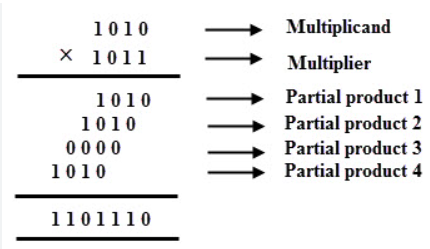 1010 Multiplicand
× 1011 Multiplier
1010 Partial product 1
1010 Partial product 2
0000 Partial product 3
1010 Partial product 4
1101110